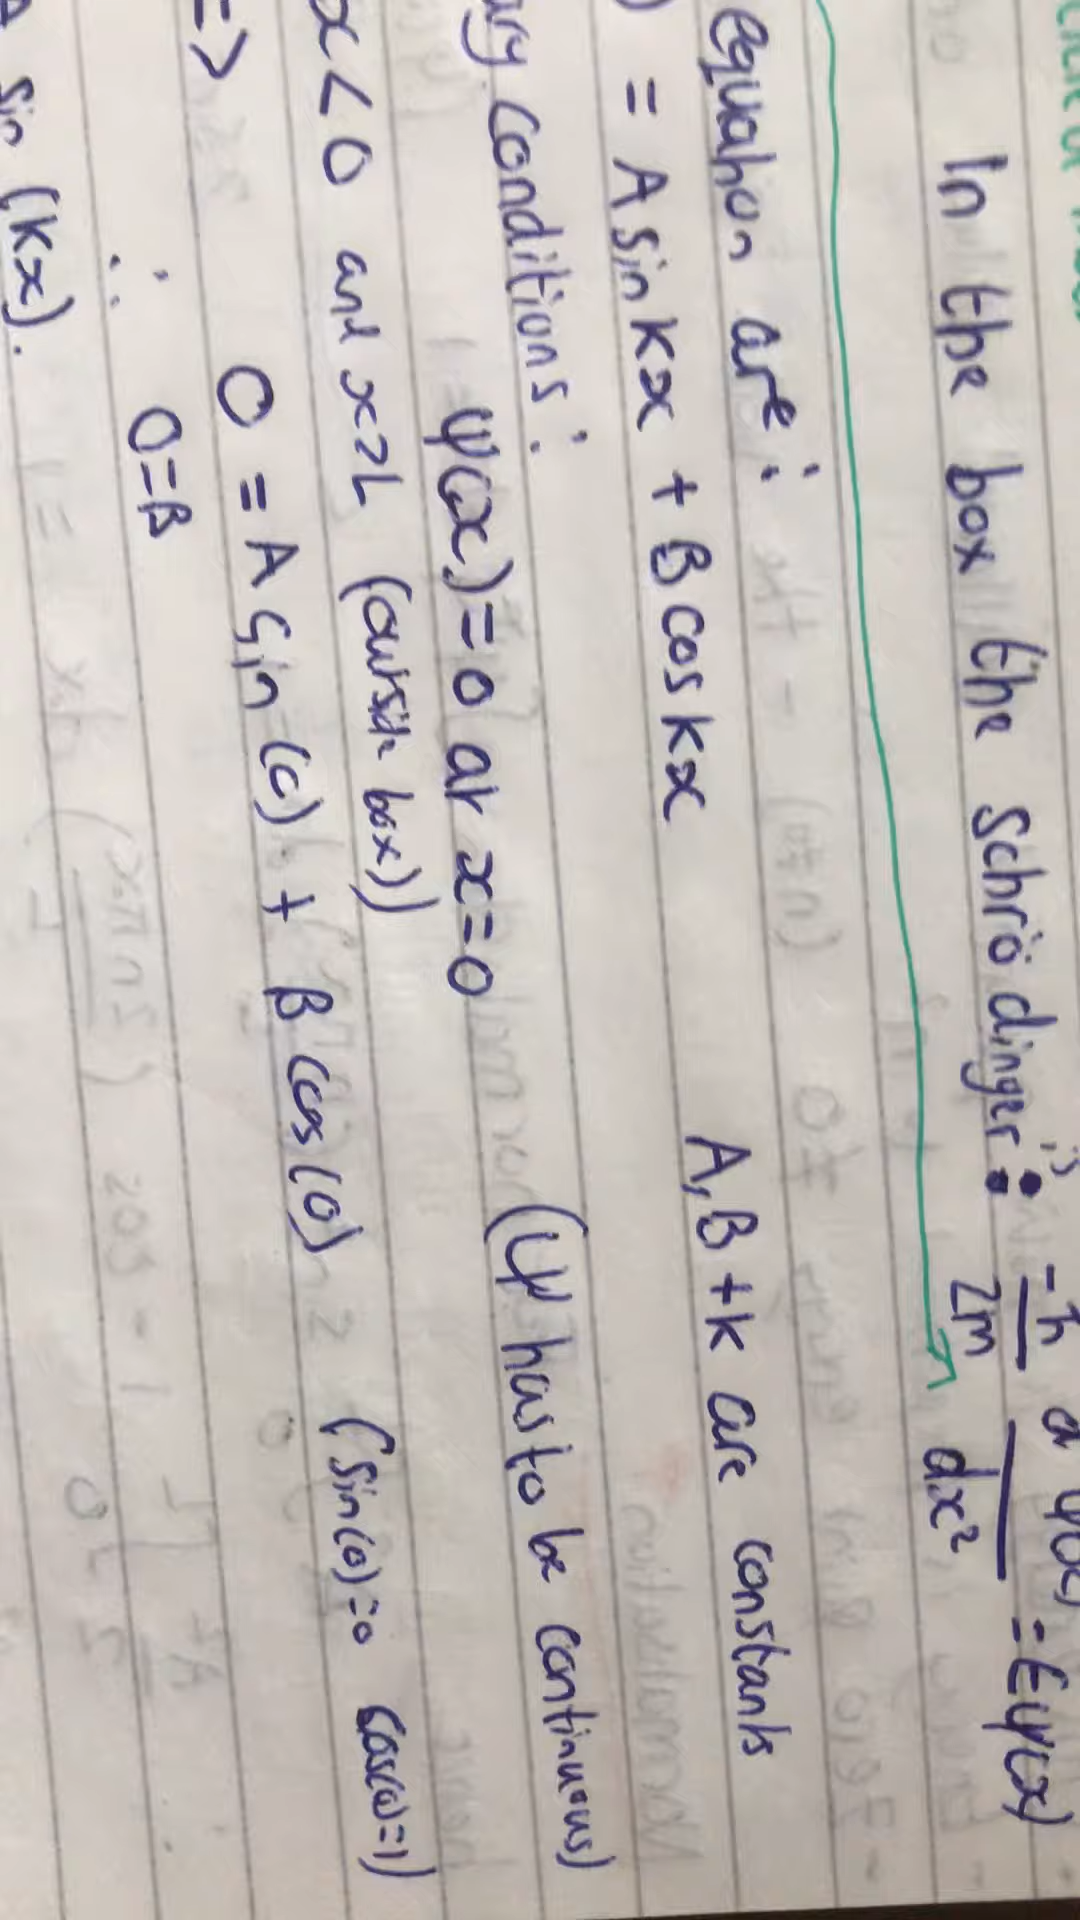 In the box the Schrödinger is: -ħ/2m d ψ(x)/dx² = Eψ(x)
equation are:
= A sin kx + B cos kx A, B + k are constants
ary conditions:
ψ(x) = 0 at x = 0 (ψ has to be continuous)
x < 0 and x > L (outside box))
=> 0 = A sin (0) + B cos (0) (sin(0) = 0 cos(0) = 1)
∴ 0 = B
sin (kx).